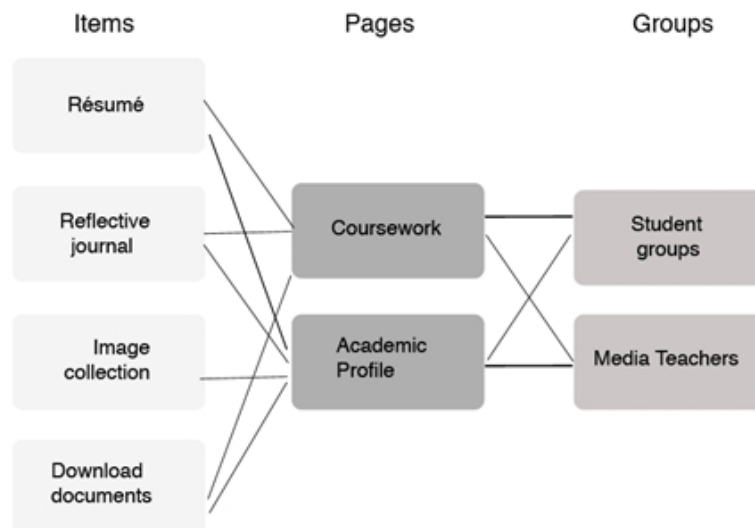 Items
Pages
Groups
Résumé
Reflective
journal
Image
collection
Download
documents
Coursework
Academic
Profile
Student
groups
Media Teachers